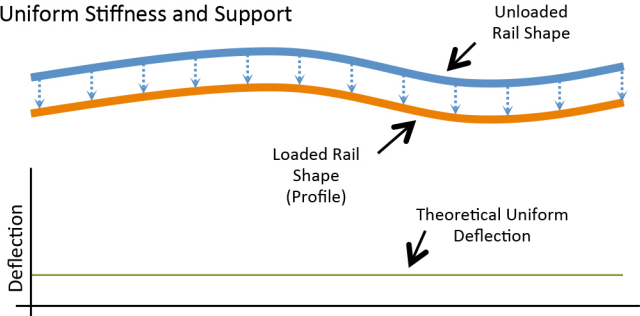 Uniform Stiffness and Support
Unloaded
Rail Shape
Loaded Rail
Shape
(Profile)
Theoretical Uniform
Deflection
Deflection